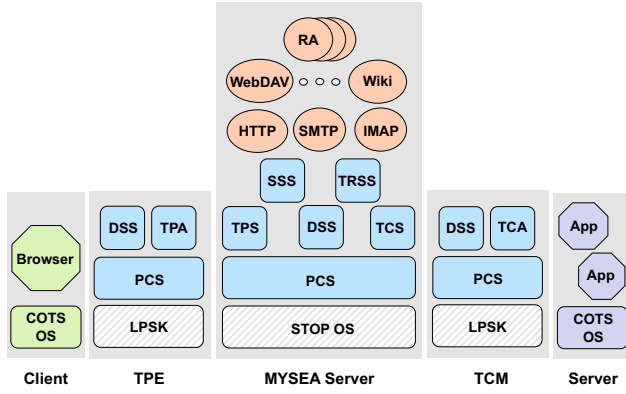 RA
WebDAV
Wiki
HTTP
SMTP
IMAP
SSS
TRSS
DSS
TPA
TPS
DSS
TCS
DSS
TCA
App
Browser
PCS
PCS
PCS
App
COTS
OS
LPSK
STOP OS
LPSK
COTS
OS
Client
TPE
MYSEA Server
TCM
Server